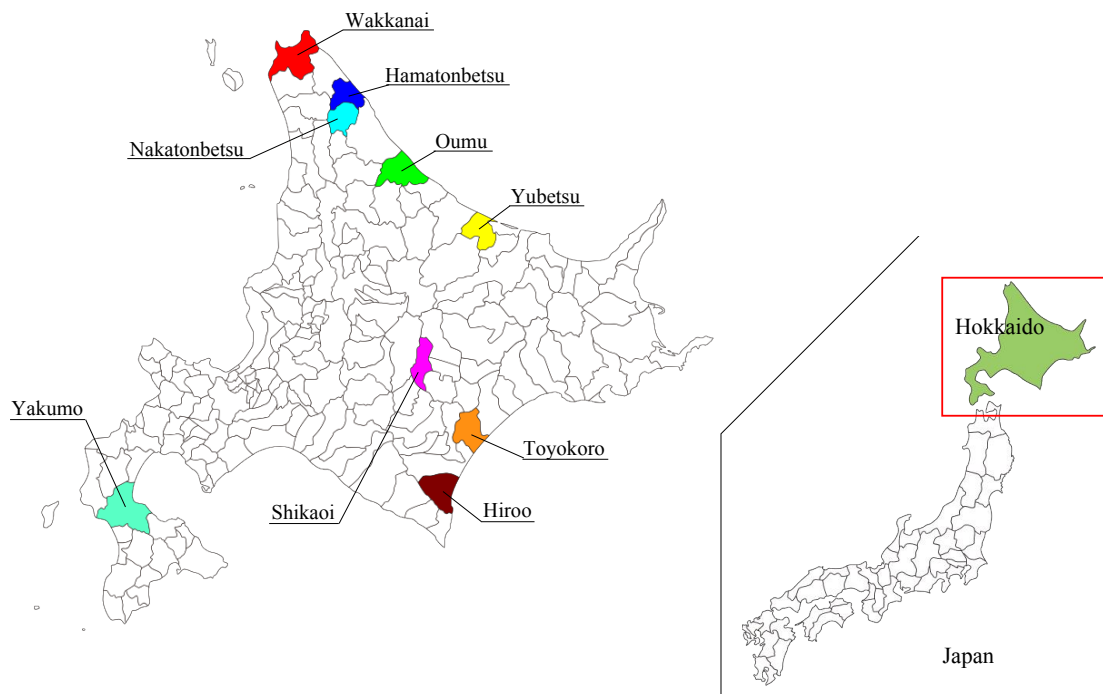 Wakkanai
Hamatonbetsu
Nakatonbetsu
Oumu
Yubetsu
Hokkaido
Yakumo
Toyokoro
Shikaoi
Hiroo
Japan